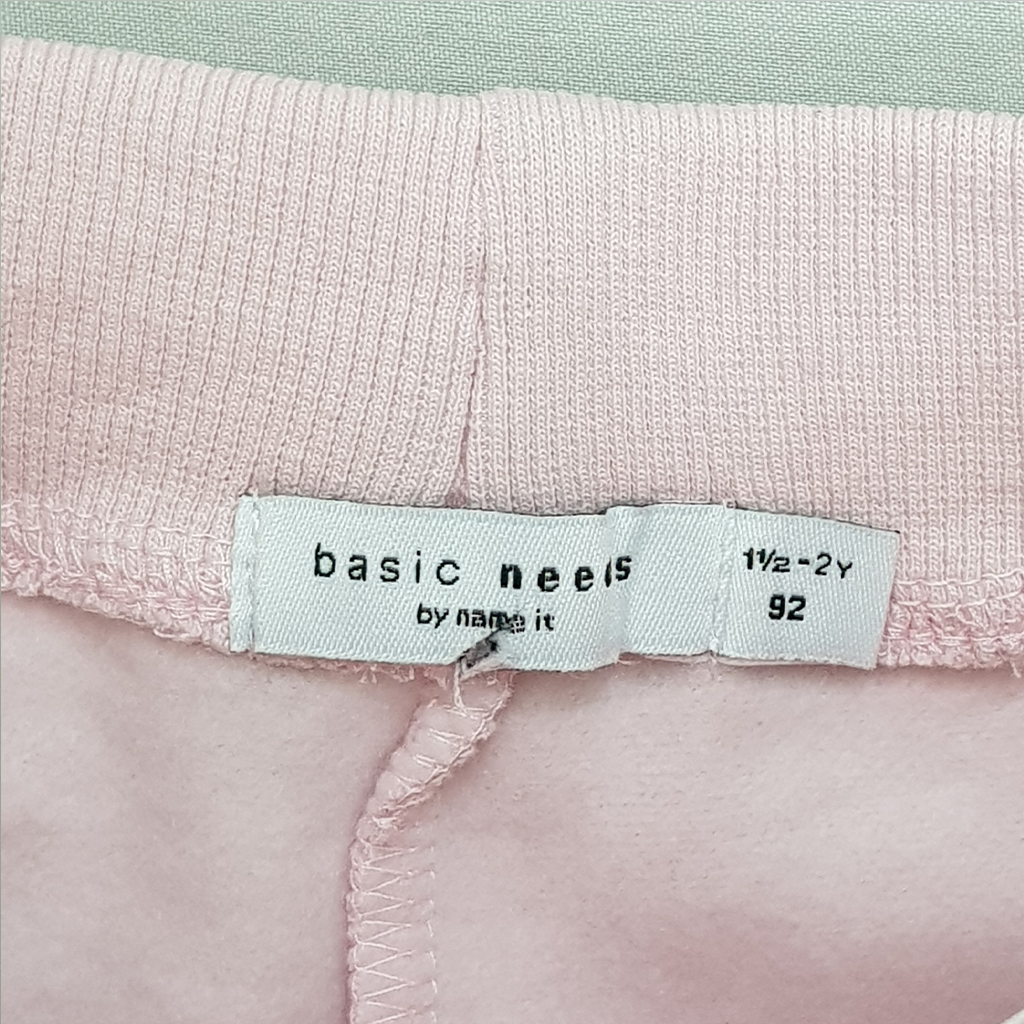 basic needs
by name it
1½-2Y
92